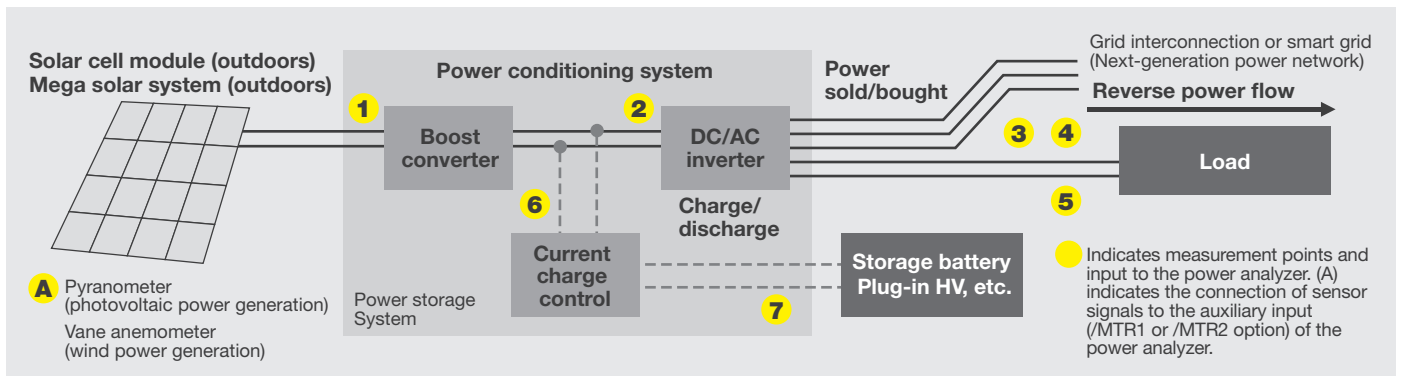 Solar cell module (outdoors)
Mega solar system (outdoors)
A
Pyranometer
(photovoltaic power generation)
Vane anemometer
(wind power generation)
Power conditioning system
1
Boost
converter
2
DC/AC
inverter
6
Charge/
discharge
Current
charge
control
Power storage
System
7
Storage battery
Plug-in HV, etc.
Power
sold/bought
Grid interconnection or smart grid
(Next-generation power network)
Reverse power flow
3
4
Load
5
Indicates measurement points and
input to the power analyzer. (A)
indicates the connection of sensor
signals to the auxiliary input
(/MTR1 or /MTR2 option) of the
power analyzer.